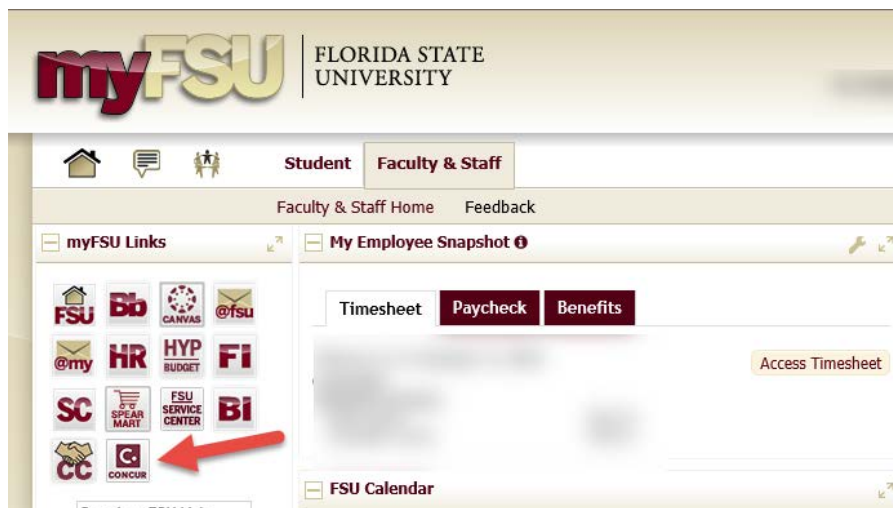 myFSU
FLORIDA STATE
UNIVERSITY
Student Faculty & Staff
Faculty & Staff Home Feedback
myFSU Links
FSU Bb CANVAS @fsu
@my HR HYP BUDGET FI
SC SPEAR MART FSU SERVICE CENTER BI
CC C. CONCUR
My Employee Snapshot
Timesheet Paycheck Benefits
Access Timesheet
FSU Calendar